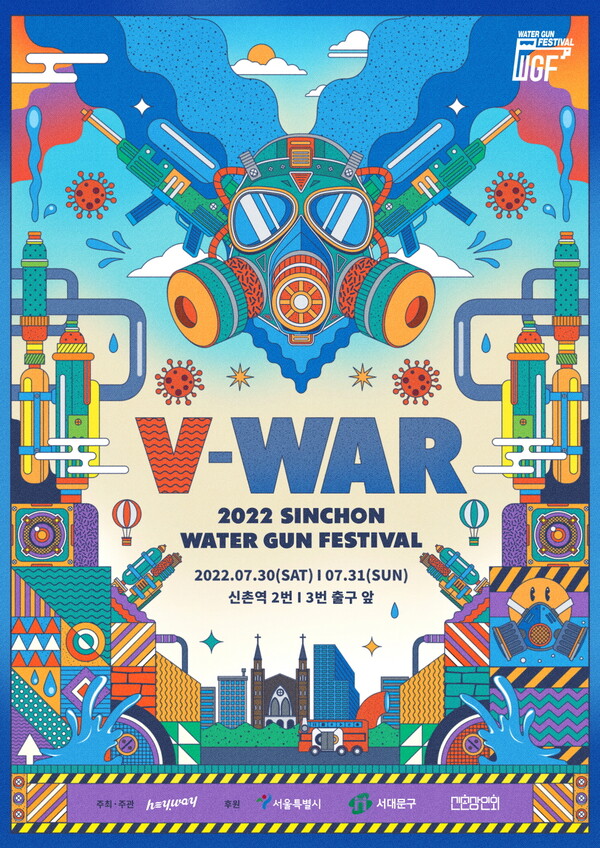 WATER GUN
FESTIVAL
WGF
V-WAR
2022 SINCHON
WATER GUN FESTIVAL
2022.07.30(SAT) I 07.31(SUN)
신촌역 2번 I 3번 출구 앞
주최·주관 heyway 후원 서울특별시 서대문구